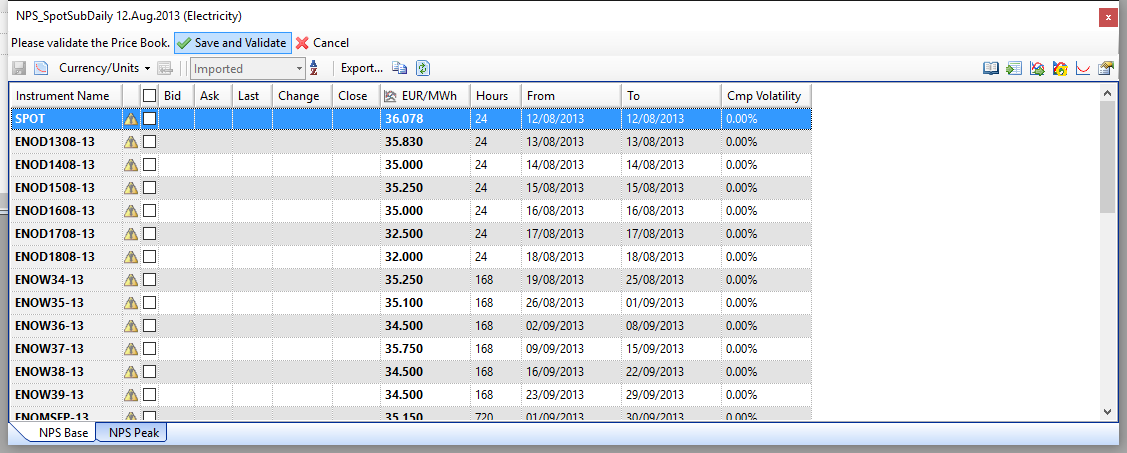 NPS_SpotSubDaily 12.Aug.2013 (Electricity)
Please validate the Price Book. Save and Validate Cancel
Currency/Units Imported A Z Export...
Instrument Name Bid Ask Last Change Close EUR/MWh Hours From To Cmp Volatility
SPOT 36.078 24 12/08/2013 12/08/2013 0.00%
ENOD1308-13 35.830 24 13/08/2013 13/08/2013 0.00%
ENOD1408-13 35.000 24 14/08/2013 14/08/2013 0.00%
ENOD1508-13 35.250 24 15/08/2013 15/08/2013 0.00%
ENOD1608-13 35.000 24 16/08/2013 16/08/2013 0.00%
ENOD1708-13 32.500 24 17/08/2013 17/08/2013 0.00%
ENOD1808-13 32.000 24 18/08/2013 18/08/2013 0.00%
ENOW34-13 35.250 168 19/08/2013 25/08/2013 0.00%
ENOW35-13 35.100 168 26/08/2013 01/09/2013 0.00%
ENOW36-13 34.500 168 02/09/2013 08/09/2013 0.00%
ENOW37-13 35.750 168 09/09/2013 15/09/2013 0.00%
ENOW38-13 34.500 168 16/09/2013 22/09/2013 0.00%
ENOW39-13 34.500 168 23/09/2013 29/09/2013 0.00%
ENOMSEP-13 35.150 720 01/09/2013 30/09/2013 0.00%
NPS Base NPS Peak